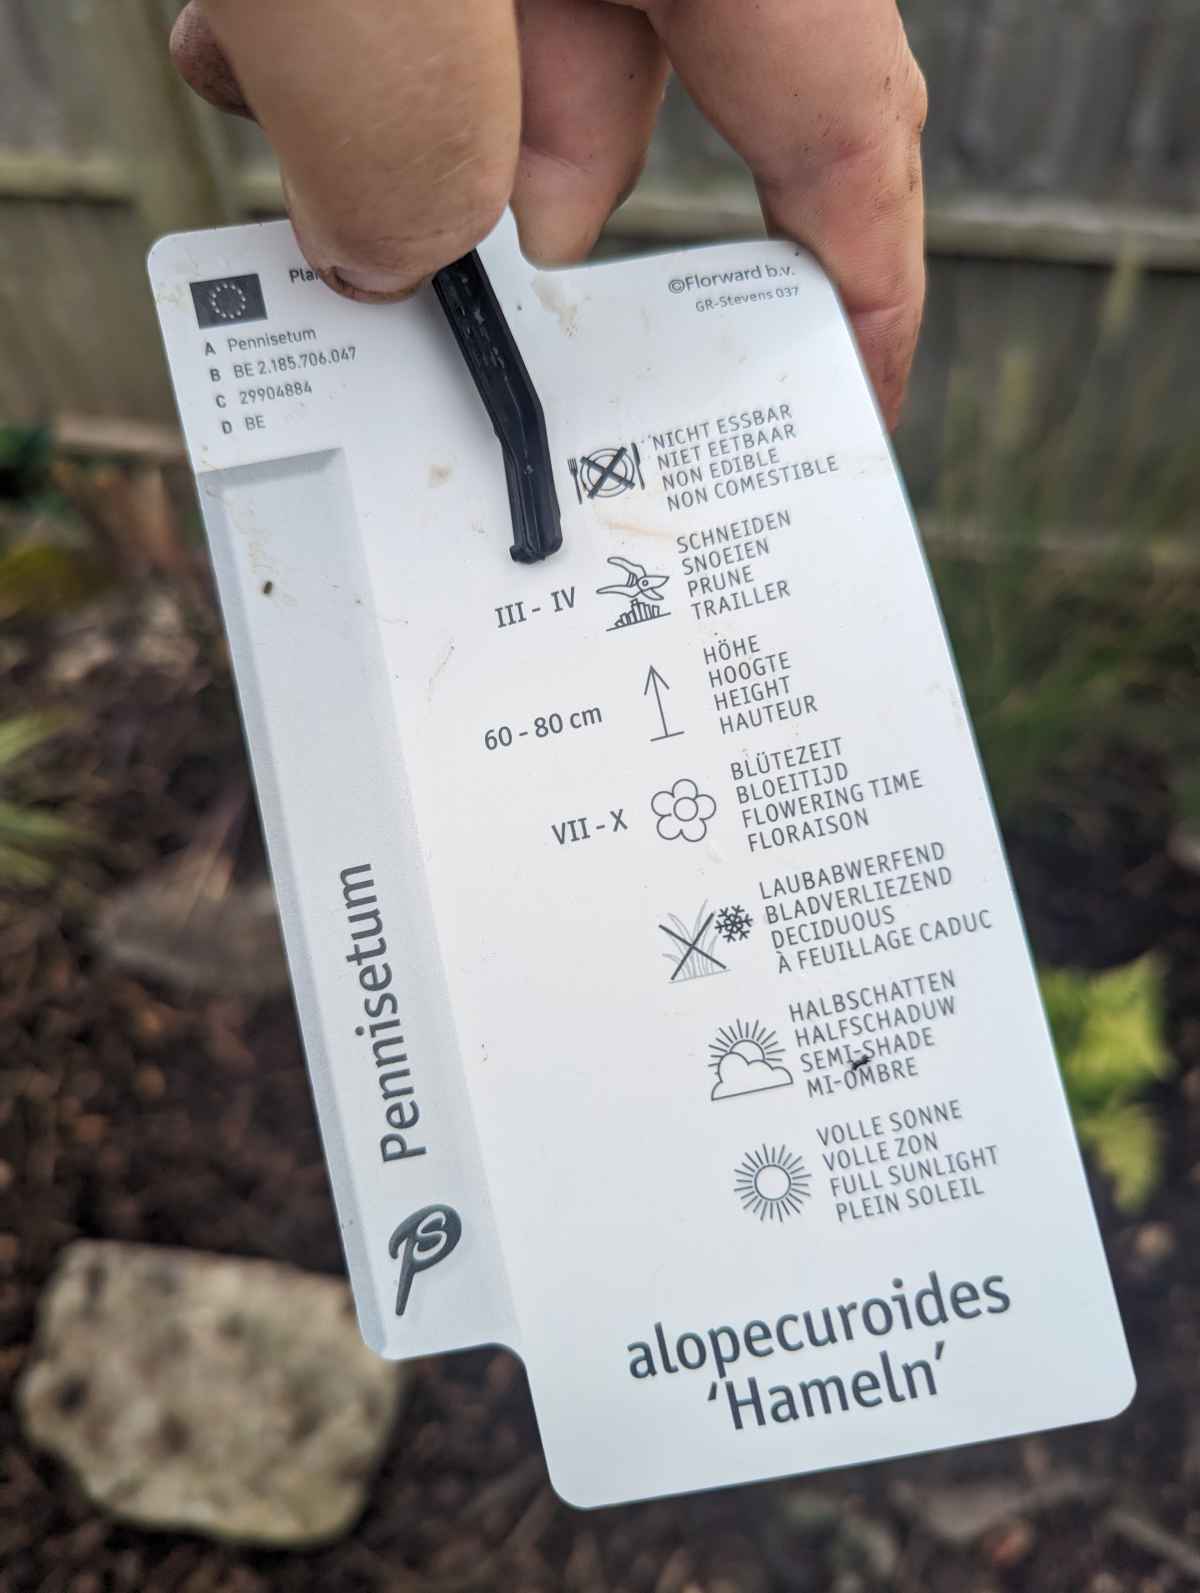 A Pennisetum
B BE 2.185.706.047
C 29904884
D BE
©Florward b.v.
GR-Stevens 037
NICHT ESSBAR
NIET EETBAAR
NON EDIBLE
NON COMESTIBLE
III - IV
SCHNEIDEN
SNOEIEN
PRUNE
TRAILLER
60 - 80 cm
HÖHE
HOOGTE
HEIGHT
HAUTEUR
VII - X
BLÜTEZEIT
BLOEITIJD
FLOWERING TIME
FLORAISON
LAUBABWERFEND
BLADVERLIEZEND
DECIDUOUS
À FEUILLAGE CADUC
HALBSCHATTEN
HALFSCHADUW
SEMI-SHADE
MI-OMBRE
VOLLE SONNE
VOLLE ZON
FULL SUNLIGHT
PLEIN SOLEIL
Pennisetum
alopecuroides
‘Hameln’